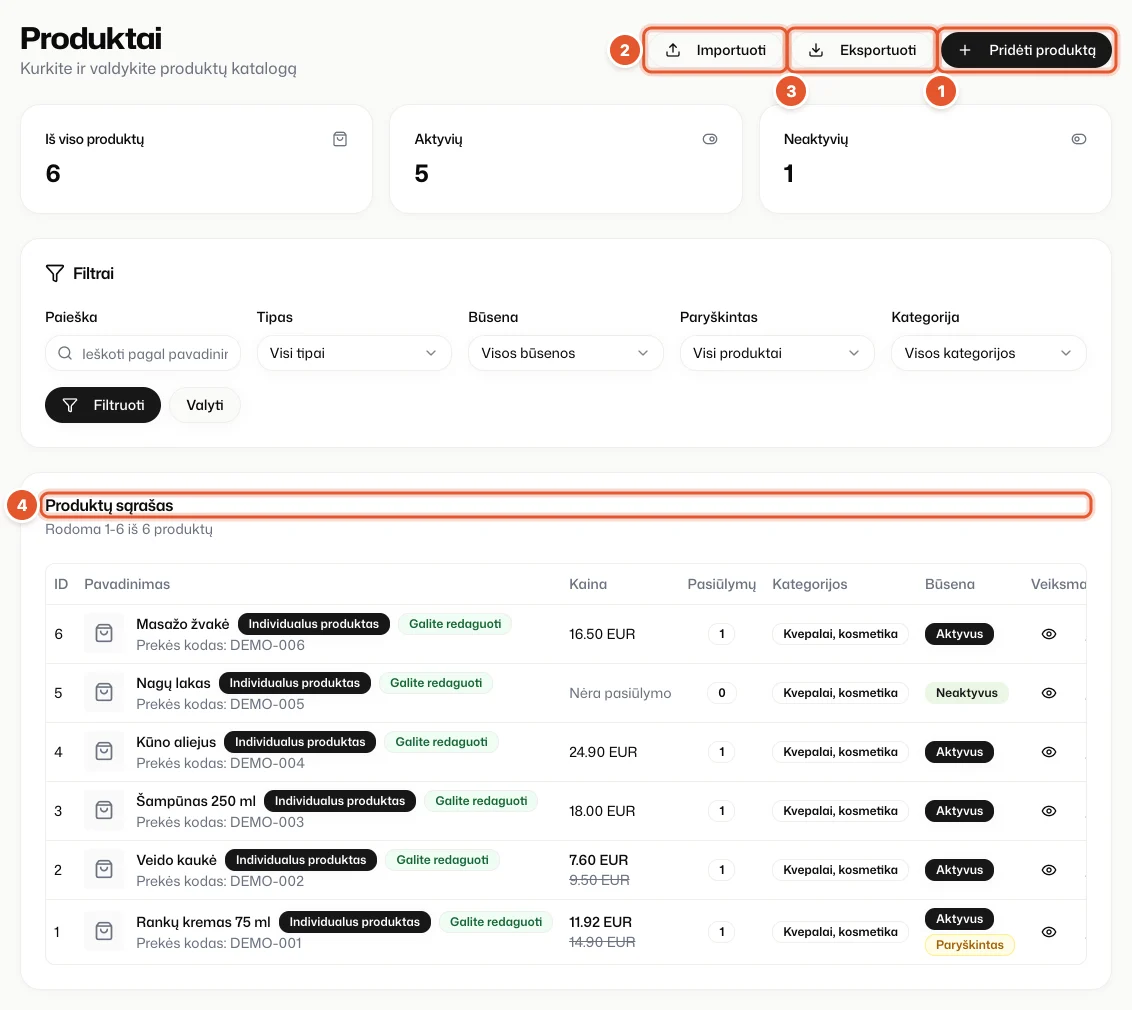 Produktai
Kurkite ir valdykite produktų katalogą
2 Importuoti Eksportuoti Pridėti produktą
3 1
Iš viso produktų Aktyvių Neaktyvių
6 5 1
Filtrai
Paieška Tipas Būsena Paryškintas Kategorija
Ieškoti pagal pavadinir Visi tipai Visos būsenos Visi produktai Visos kategorijos
Filtruoti Valyti
4 Produktų sąrašas
Rodoma 1-6 iš 6 produktų
ID Pavadinimas Kaina Pasiūlymų Kategorijos Būsena Veiksma
6 Masažo žvakė Individualus produktas Galite redaguoti 16.50 EUR 1 Kvepalai, kosmetika Aktyvus
Prekės kodas: DEMO-006
5 Nagų lakas Individualus produktas Galite redaguoti Nėra pasiūlymo 0 Kvepalai, kosmetika Neaktyvus
Prekės kodas: DEMO-005
4 Kūno aliejus Individualus produktas Galite redaguoti 24.90 EUR 1 Kvepalai, kosmetika Aktyvus
Prekės kodas: DEMO-004
3 Šampūnas 250 ml Individualus produktas Galite redaguoti 18.00 EUR 1 Kvepalai, kosmetika Aktyvus
Prekės kodas: DEMO-003
2 Veido kaukė Individualus produktas Galite redaguoti 7.60 EUR 1 Kvepalai, kosmetika Aktyvus
Prekės kodas: DEMO-002 9.50 EUR
1 Rankų kremas 75 ml Individualus produktas Galite redaguoti 11.92 EUR 1 Kvepalai, kosmetika Aktyvus
Prekės kodas: DEMO-001 14.90 EUR Paryškintas